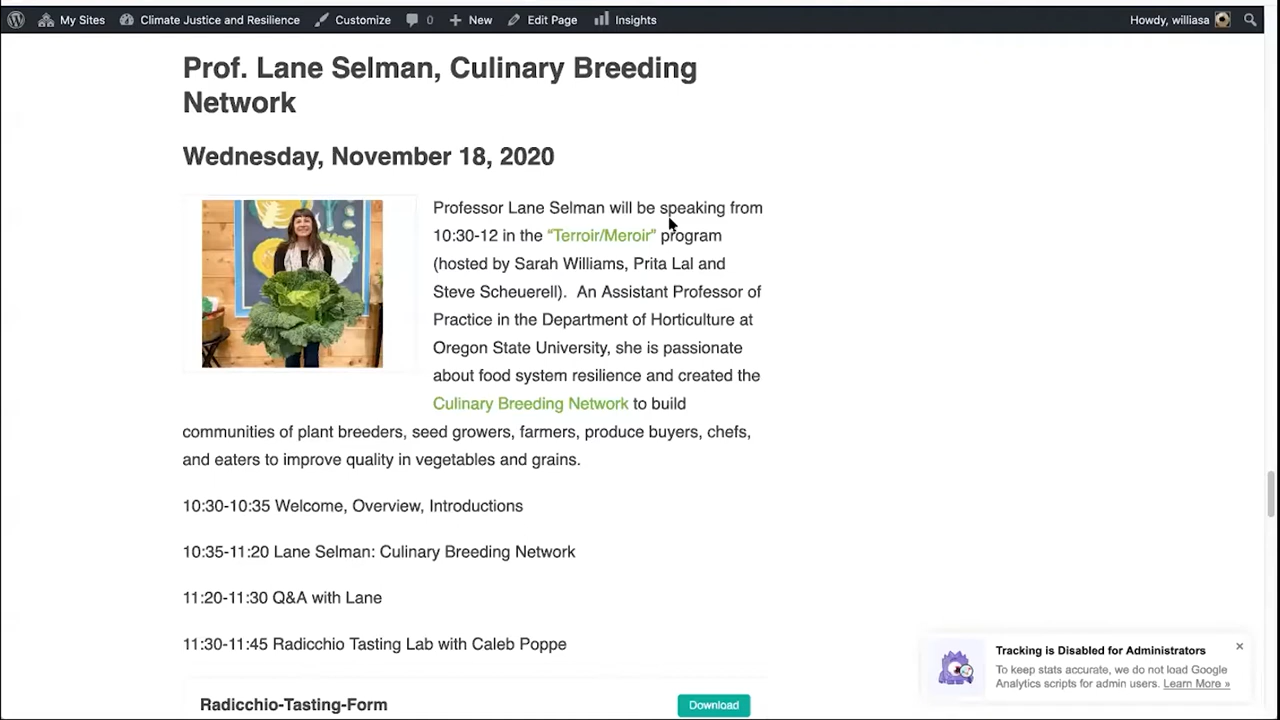 My Sites Climate Justice and Resilience Customize 0 New Edit Page Insights Howdy, williasa
Prof. Lane Selman, Culinary Breeding
Network
Wednesday, November 18, 2020
Professor Lane Selman will be speaking from
10:30-12 in the “Terroir/Meroir” program
(hosted by Sarah Williams, Prita Lal and
Steve Scheuerell). An Assistant Professor of
Practice in the Department of Horticulture at
Oregon State University, she is passionate
about food system resilience and created the
Culinary Breeding Network to build
communities of plant breeders, seed growers, farmers, produce buyers, chefs,
and eaters to improve quality in vegetables and grains.
10:30-10:35 Welcome, Overview, Introductions
10:35-11:20 Lane Selman: Culinary Breeding Network
11:20-11:30 Q&A with Lane
11:30-11:45 Radicchio Tasting Lab with Caleb Poppe
Radicchio-Tasting-Form Download
Tracking is Disabled for Administrators
To keep stats accurate, we do not load Google
Analytics scripts for admin users. Learn More »